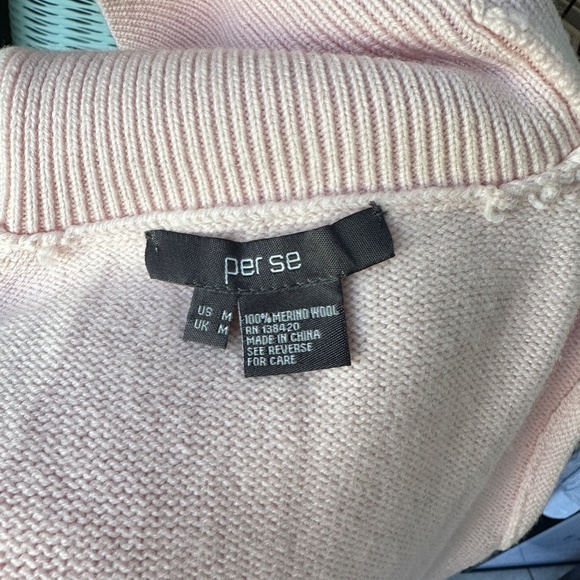 per se
US M
UK M
100% MERINO WOOL
RN 138420
MADE IN CHINA
SEE REVERSE
FOR CARE